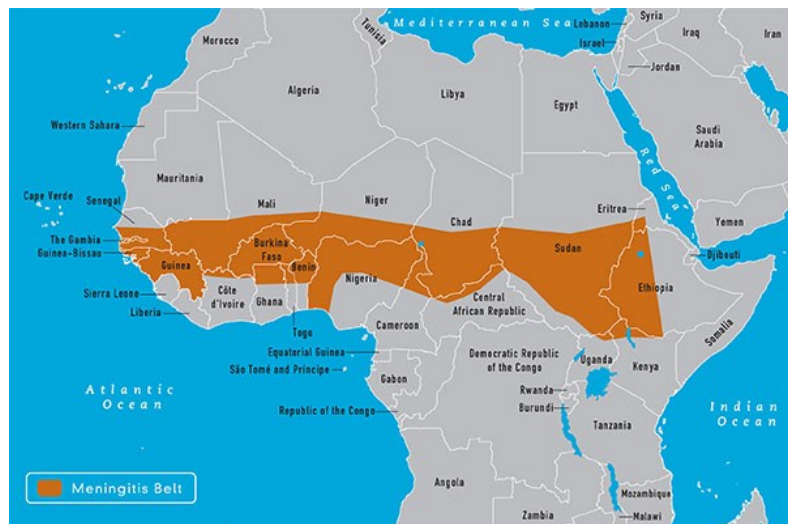 Mediterranean Sea
Lebanon
Syria
Tunisia
Morocco
Israel
Iraq
Iran
Jordan
Algeria
Libya
Egypt
Western Sahara
Saudi
Arabia
Red Sea
Mauritania
Cape Verde
Senegal
Mali
Niger
Chad
Eritrea
Yemen
The Gambia
Guinea-Bissau
Burkina
Faso
Sudan
Djibouti
Guinea
Benin
Nigeria
Ethiopia
Sierra Leone
Côte
d'Ivoire
Ghana
Central
African Republic
Liberia
Togo
Cameroon
Somalia
Equatorial Guinea
Democratic Republic
of the Congo
Uganda
Kenya
São Tomé and Príncipe
Gabon
Rwanda
Atlantic
Ocean
Republic of the Congo
Burundi
Indian
Ocean
Tanzania
Angola
Meningitis Belt
Mozambique
Zambia
Malawi